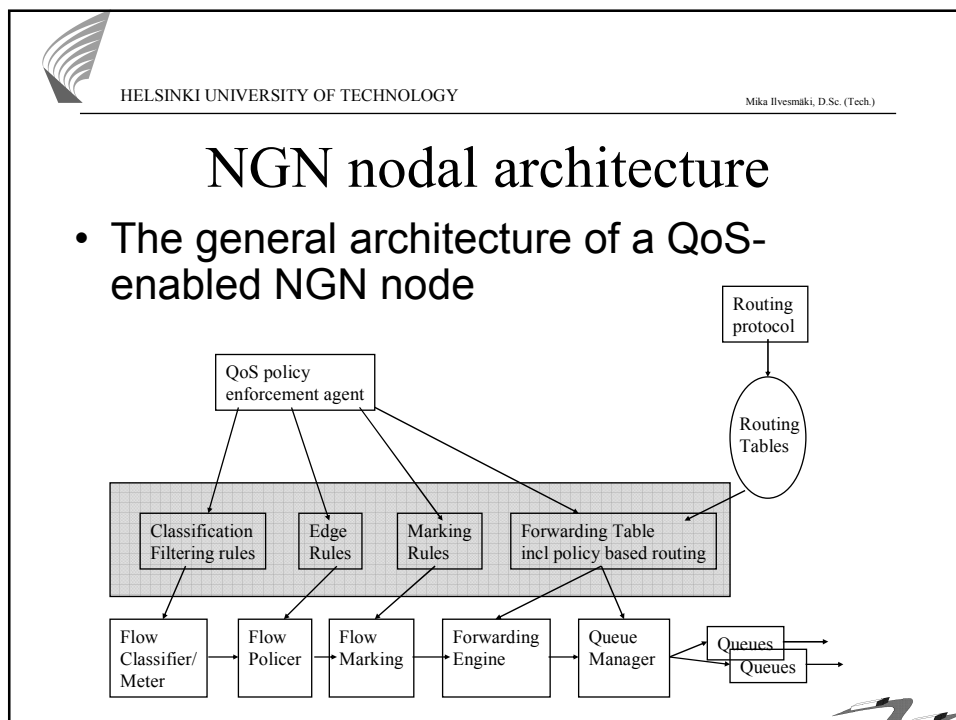 HELSINKI UNIVERSITY OF TECHNOLOGY
Mika Ilvesmäki, D.Sc. (Tech.)
NGN nodal architecture
• The general architecture of a QoS-
enabled NGN node
Routing
protocol
QoS policy
enforcement agent
Routing
Tables
Classification
Filtering rules
Edge
Rules
Marking
Rules
Forwarding Table
incl policy based routing
Flow
Classifier/
Meter
Flow
Policer
Flow
Marking
Forwarding
Engine
Queue
Manager
Queues
Queues